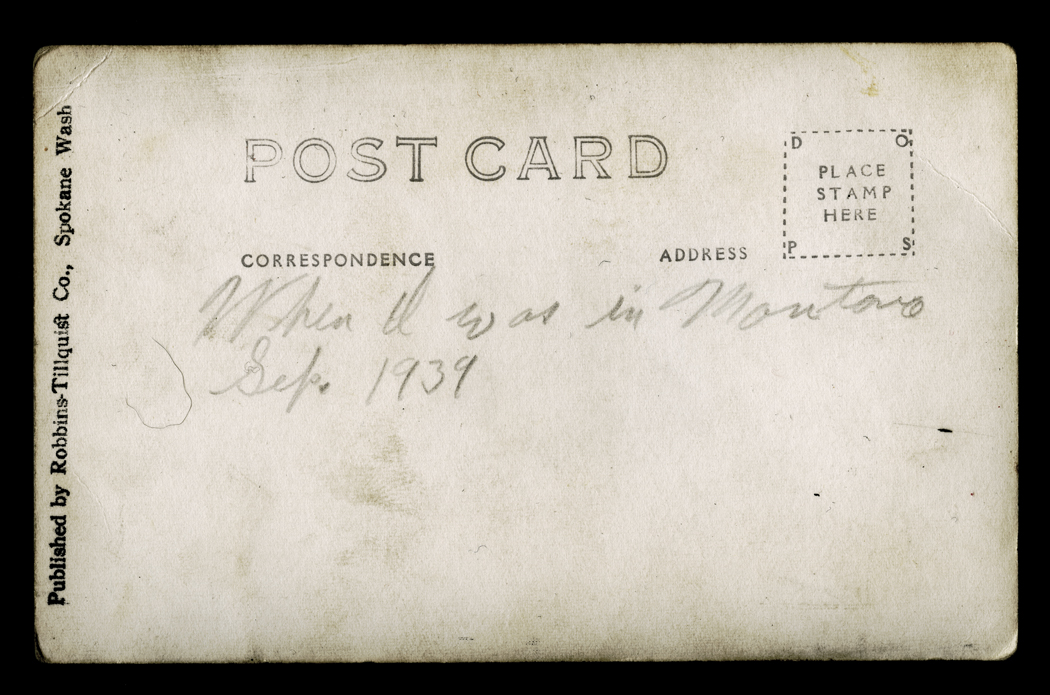 POST CARD
D O
PLACE
STAMP
HERE
P S
CORRESPONDENCE
ADDRESS
When I was in Montana
Sep. 1939
Published by Robbins-Tillquist Co., Spokane Wash